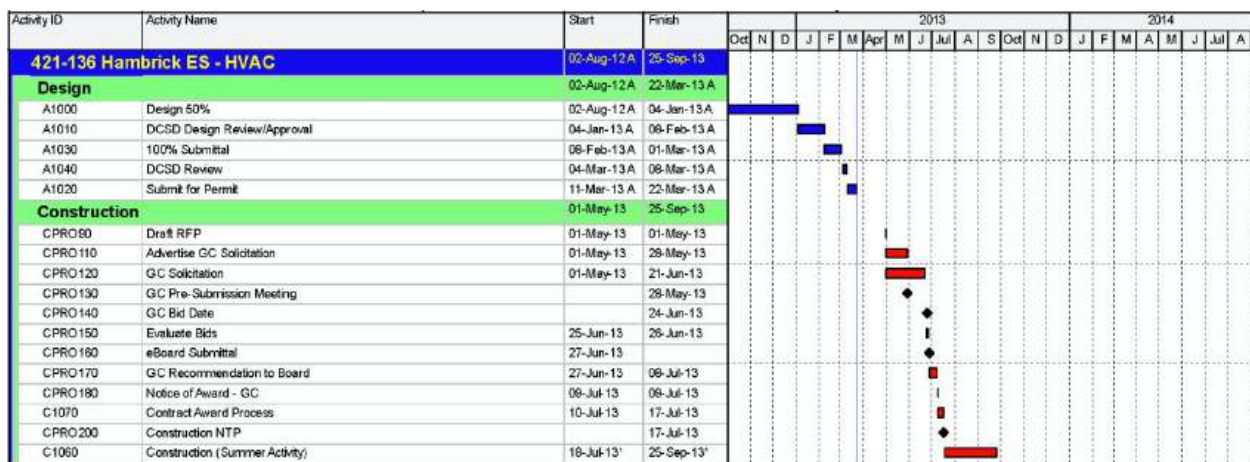 Activity ID Activity Name Start Finish 2013 2014
Oct N D J F M Apr M J Jul A S Oct N D J F M A M J Jul A
421-136 Hambrick ES - HVAC 02-Aug-12 A 25-Sep-13
Design 02-Aug-12 A 22-Mar-13 A
A1000 Design 50% 02-Aug-12 A 04-Jan-13 A
A1010 DCSD Design Review/Approval 04-Jan-13 A 08-Feb-13 A
A1030 100% Submittal 08-Feb-13 A 01-Mar-13 A
A1040 DCSD Review 04-Mar-13 A 08-Mar-13 A
A1020 Submit for Permit 11-Mar-13 A 22-Mar-13 A
Construction 01-May-13 25-Sep-13
CPRO90 Draft RFP 01-May-13 01-May-13
CPRO110 Advertise GC Solicitation 01-May-13 28-May-13
CPRO120 GC Solicitation 01-May-13 21-Jun-13
CPRO130 GC Pre-Submission Meeting 28-May-13
CPRO140 GC Bid Date 24-Jun-13
CPRO150 Evaluate Bids 25-Jun-13 26-Jun-13
CPRO160 eBoard Submittal 27-Jun-13
CPRO170 GC Recommendation to Board 27-Jun-13 08-Jul-13
CPRO180 Notice of Award - GC 09-Jul-13 09-Jul-13
C1070 Contract Award Process 10-Jul-13 17-Jul-13
CPRO200 Construction NTP 17-Jul-13
C1060 Construction (Summer Activity) 18-Jul-13* 25-Sep-13*